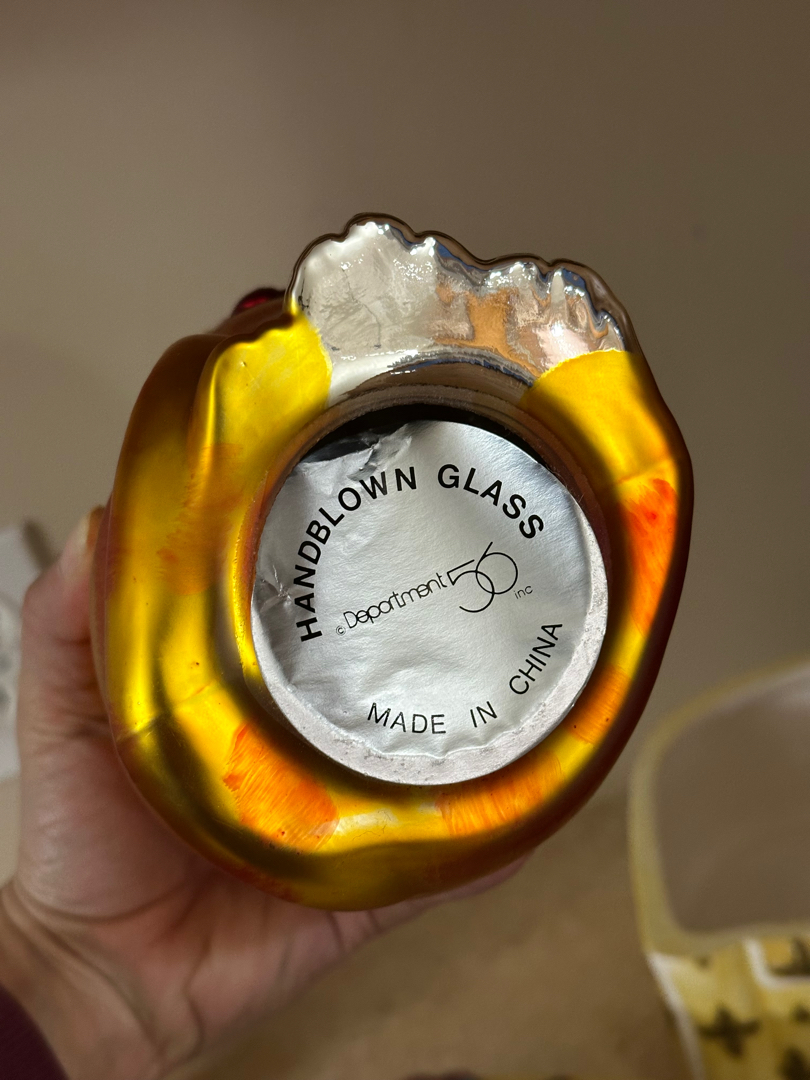 HANDBLOWN GLASS
© Department 56 inc
MADE IN CHINA